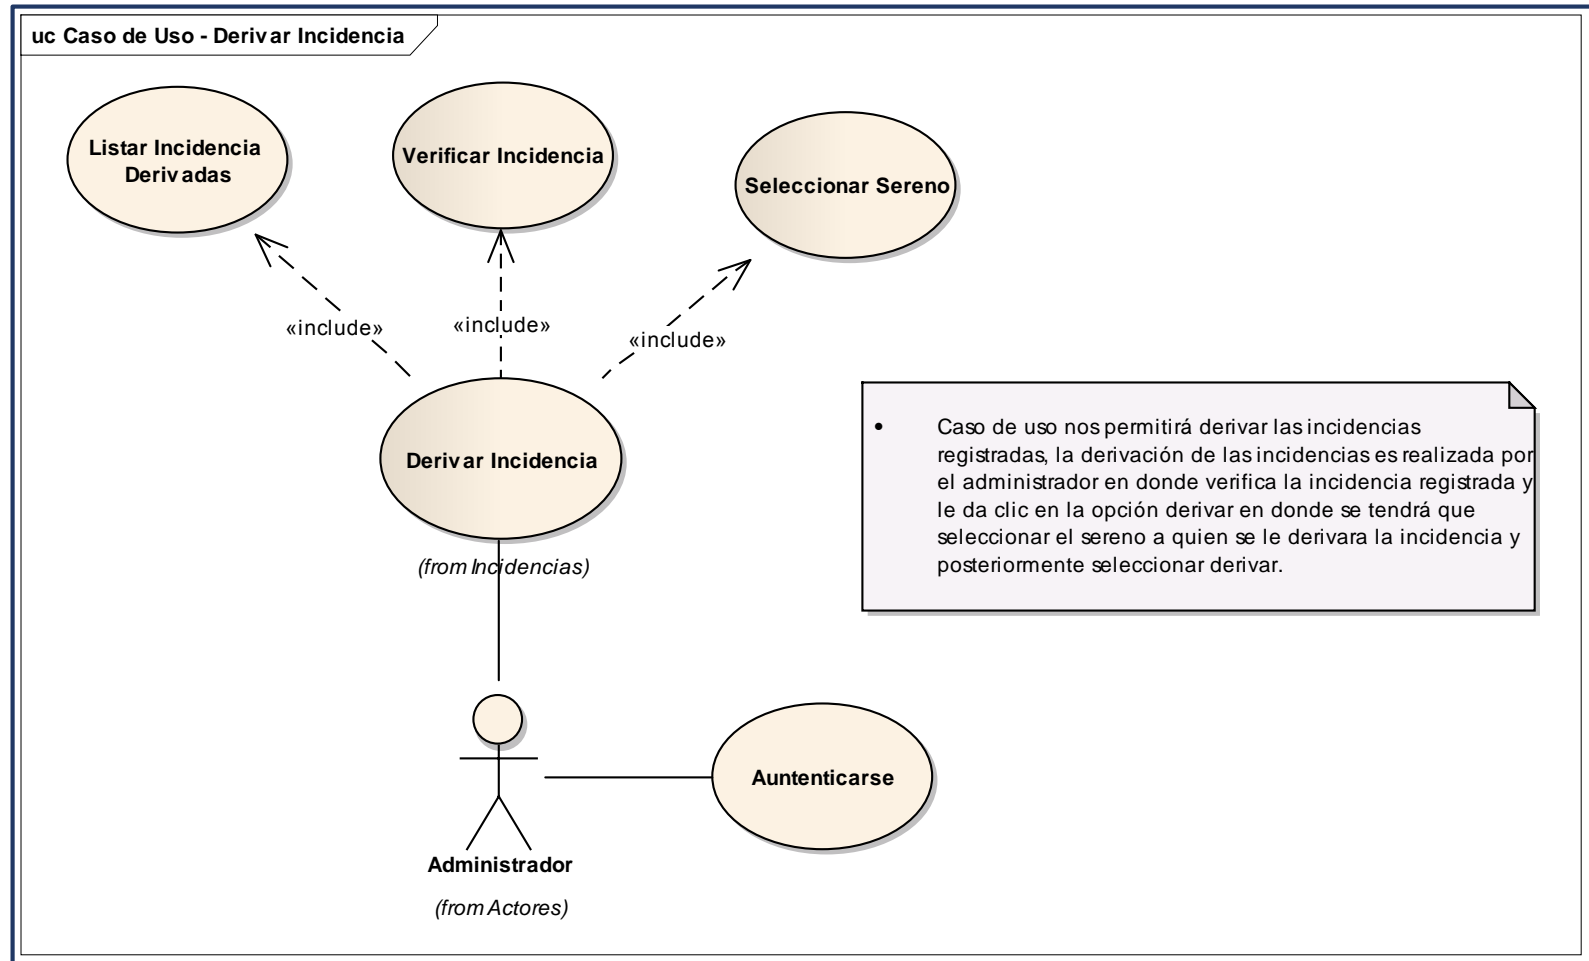 uc Caso de Uso - Derivar Incidencia
Listar Incidencia
Derivadas
Verificar Incidencia
Seleccionar Sereno
«include»
«include»
«include»
Derivar Incidencia
(from Incidencias)
• Caso de uso nos permitirá derivar las incidencias
registradas, la derivación de las incidencias es realizada por
el administrador en donde verifica la incidencia registrada y
le da clic en la opción derivar en donde se tendrá que
seleccionar el sereno a quien se le derivara la incidencia y
posteriormente seleccionar derivar.
Auntenticarse
Administrador
(from Actores)